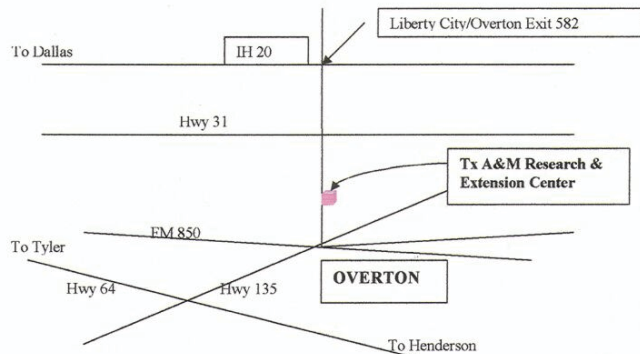 Liberty City/Overton Exit 582
To Dallas
IH 20
Hwy 31
Tx A&M Research &
Extension Center
FM 850
To Tyler
OVERTON
Hwy 64
Hwy 135
To Henderson